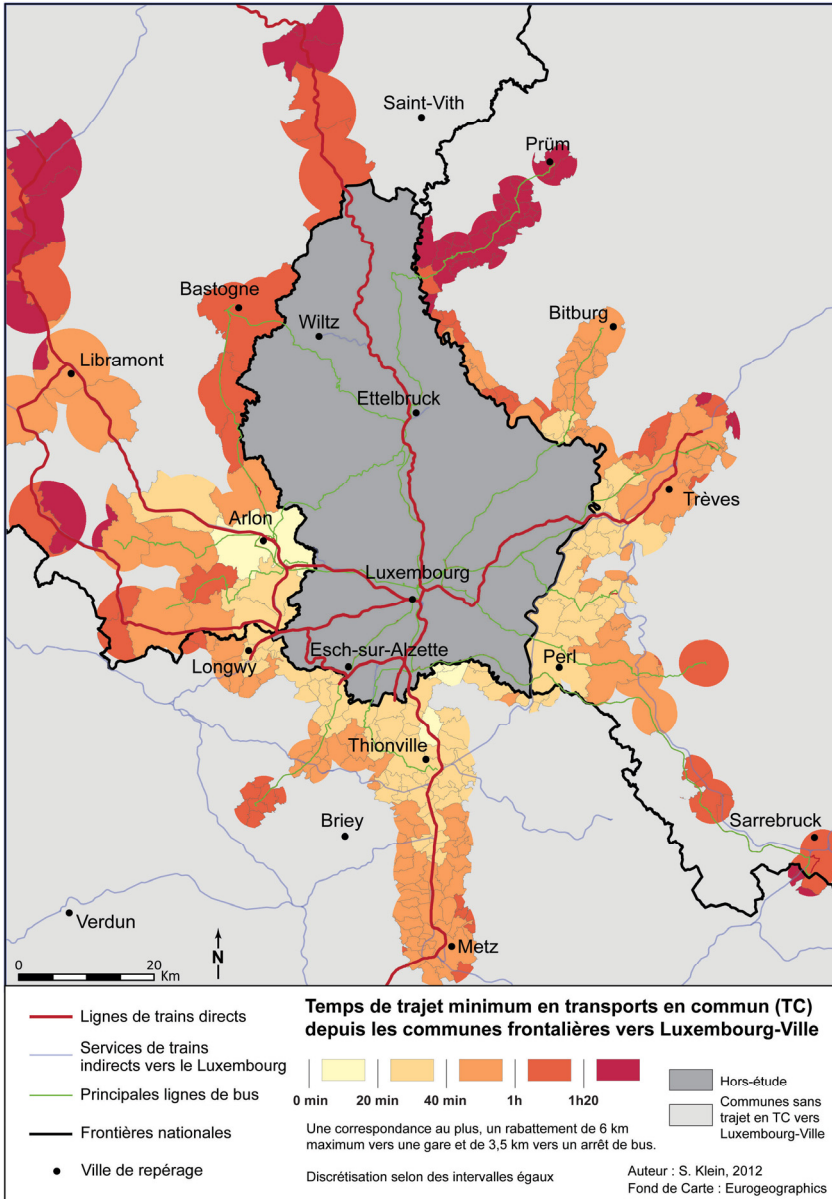 Saint-Vith
Prüm
Bastogne
Wiltz
Bitburg
Libramont
Ettelbruck
Trèves
Arlon
Luxembourg
Esch-sur-Alzette
Longwy
Perl
Thionville
Briey
Sarrebruck
Verdun
Metz
N
0 20
Km
Lignes de trains directs
Services de trains
indirects vers le Luxembourg
Principales lignes de bus
Frontières nationales
Ville de repérage
Temps de trajet minimum en transports en commun (TC)
depuis les communes frontalières vers Luxembourg-Ville
0 min 20 min 40 min 1h 1h20
Une correspondance au plus, un rabattement de 6 km
maximum vers une gare et de 3,5 km vers un arrêt de bus.
Discrétisation selon des intervalles égaux
Hors-étude
Communes sans
trajet en TC vers
Luxembourg-Ville
Auteur : S. Klein, 2012
Fond de Carte : Eurogeographics